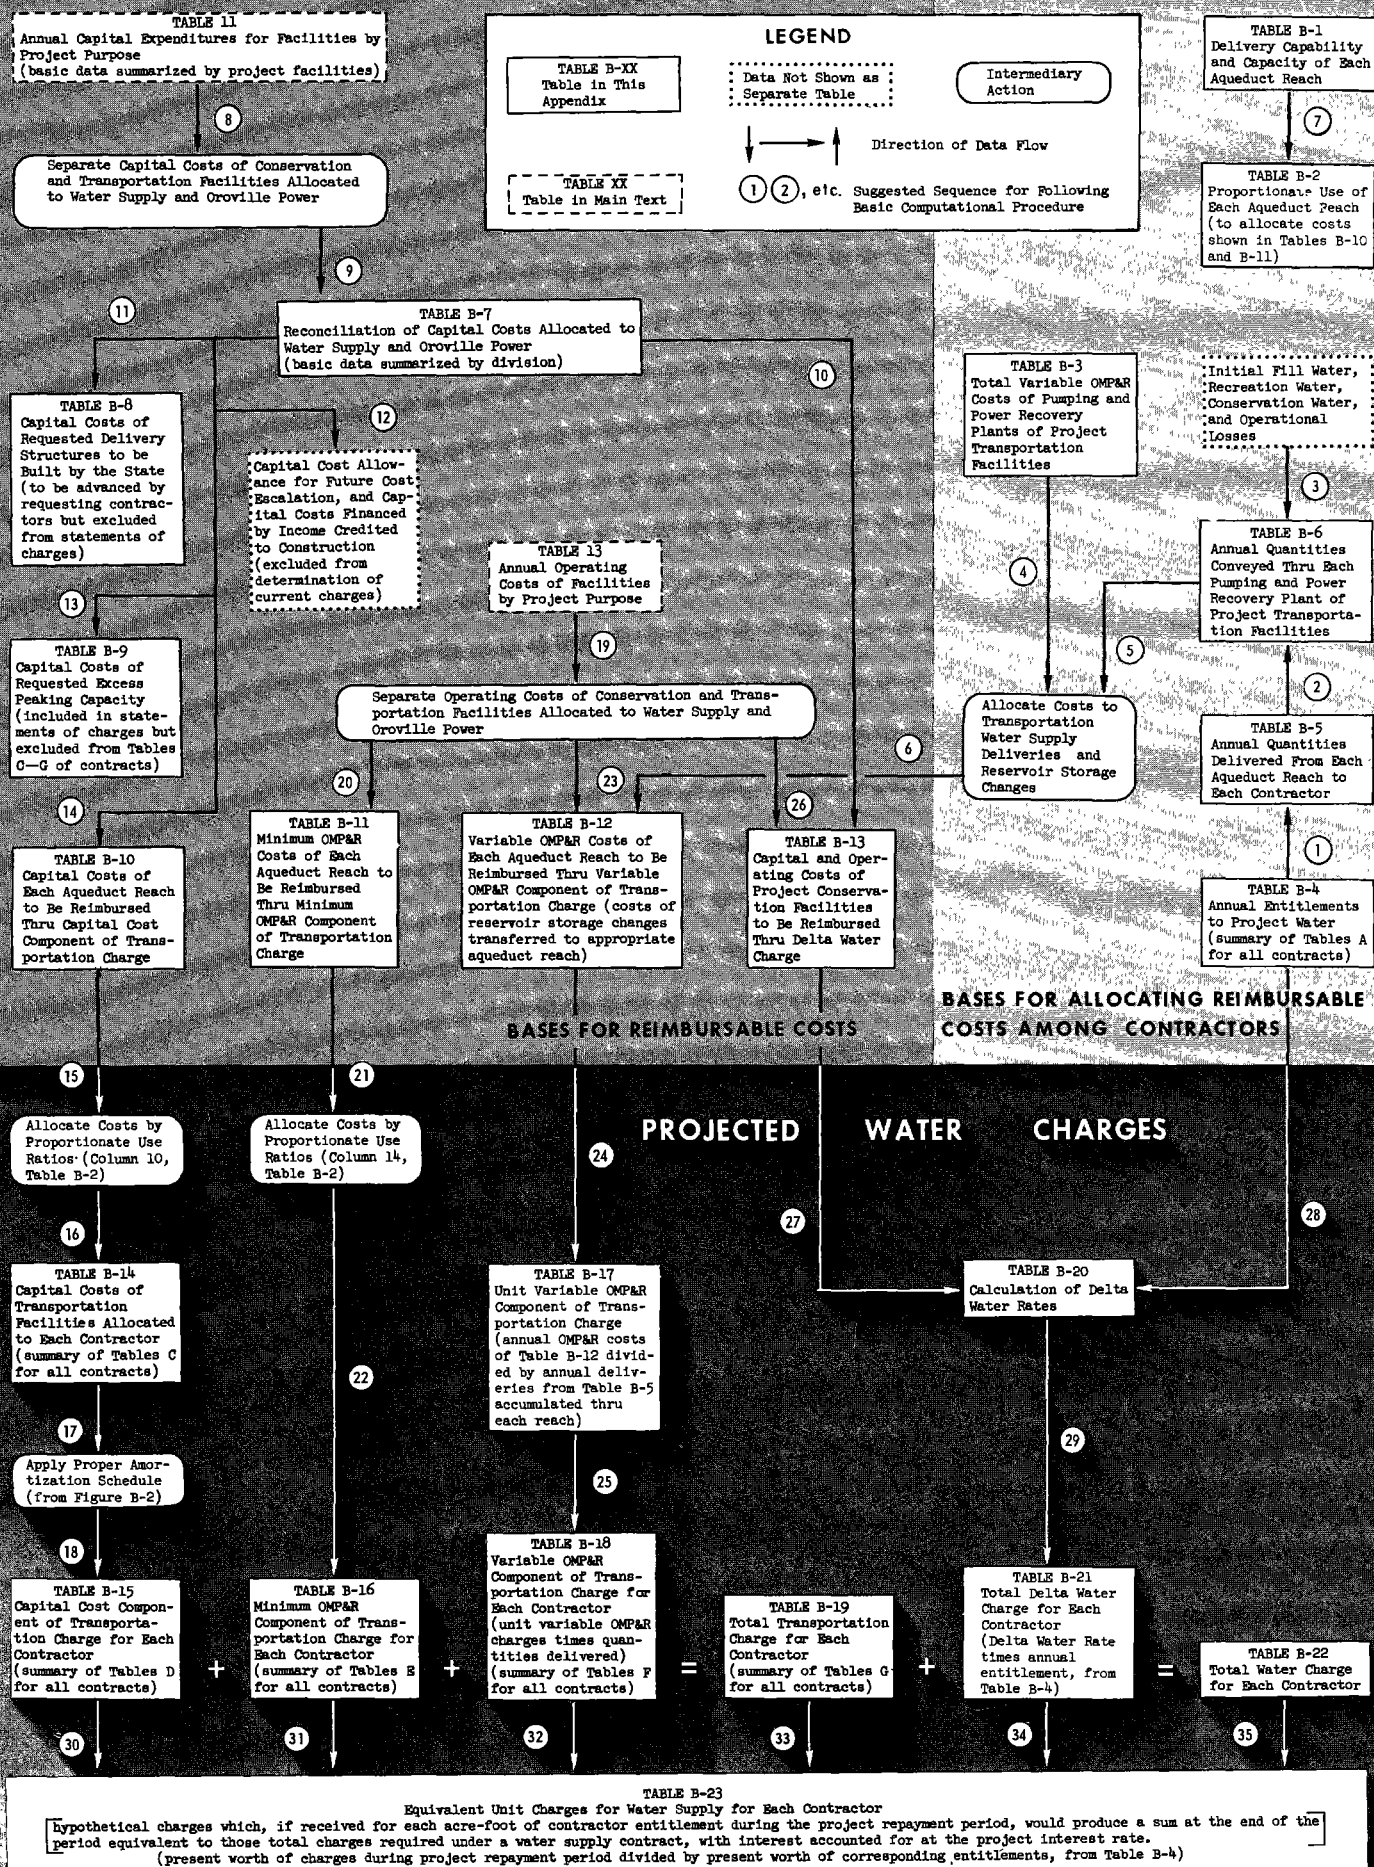 TABLE 11
Annual Capital Expenditures for Facilities by
Project Purpose
(basic data summarized by project facilities)
LEGEND
TABLE B-XX
Table in This
Appendix
Data Not Shown as
Separate Table
Intermediary
Action
Direction of Data Flow
TABLE XX
Table in Main Text
1 2, etc. Suggested Sequence for Following
Basic Computational Procedure
TABLE B-1
Delivery Capability
and Capacity of Each
Aqueduct Reach
8
7
Separate Capital Costs of Conservation
and Transportation Facilities Allocated
to Water Supply and Oroville Power
TABLE B-2
Proportionate Use of
Each Aqueduct Reach
(to allocate costs
shown in Tables B-10
and B-11)
9
11
TABLE B-7
Reconciliation of Capital Costs Allocated to
Water Supply and Oroville Power
(basic data summarized by division)
10
TABLE B-3
Total Variable OMP&R
Costs of Pumping and
Power Recovery
Plants of Project
Transportation
Facilities
Initial Fill Water,
Recreation Water,
Conservation Water,
and Operational
Losses
TABLE B-8
Capital Costs of
Requested Delivery
Structures to be
Built by the State
(to be advanced by
requesting contrac-
tors but excluded
from statements of
charges)
12
Capital Cost Allow-
ance for Future Cost
Escalation, and Cap-
ital Costs Financed
by Income Credited
to Construction
(excluded from
determination of
current charges)
3
TABLE 13
Annual Operating
Costs of Facilities
by Project Purpose
4
TABLE B-6
Annual Quantities
Conveyed Thru Each
Pumping and Power
Recovery Plant of
Project Transporta-
tion Facilities
13
19
5
TABLE B-9
Capital Costs of
Requested Excess
Peaking Capacity
(included in state-
ments of charges but
excluded from Tables
C—G of contracts)
Separate Operating Costs of Conservation and Trans-
portation Facilities Allocated to Water Supply and
Oroville Power
Allocate Costs to
Transportation
Water Supply
Deliveries and
Reservoir Storage
Changes
2
TABLE B-5
Annual Quantities
Delivered From Each
Aqueduct Reach to
Each Contractor
6
20
23
26
14
TABLE B-10
Capital Costs of
Each Aqueduct Reach
to Be Reimbursed
Thru Capital Cost
Component of Trans-
portation Charge
TABLE B-11
Minimum OMP&R
Costs of Each
Aqueduct Reach to
Be Reimbursed
Thru Minimum
OMP&R Component
of Transportation
Charge
TABLE B-12
Variable OMP&R Costs of
Each Aqueduct Reach to Be
Reimbursed Thru Variable
OMP&R Component of Trans-
portation Charge (costs of
reservoir storage changes
transferred to appropriate
aqueduct reach)
TABLE B-13
Capital and Oper-
ating Costs of
Project Conserva-
tion Facilities
to Be Reimbursed
Thru Delta Water
Charge
1
TABLE B-4
Annual Entitlements
to Project Water
(summary of Tables A
for all contracts)
BASES FOR REIMBURSABLE COSTS
BASES FOR ALLOCATING REIMBURSABLE
COSTS AMONG CONTRACTORS
15
21
Allocate Costs by
Proportionate Use
Ratios (Column 10,
Table B-2)
Allocate Costs by
Proportionate Use
Ratios (Column 14,
Table B-2)
PROJECTED WATER CHARGES
24
16
27
28
TABLE B-14
Capital Costs of
Transportation
Facilities Allocated
to Each Contractor
(summary of Tables C
for all contracts)
TABLE B-17
Unit Variable OMP&R
Component of Trans-
portation Charge
(annual OMP&R costs
of Table B-12 divid-
ed by annual deliv-
eries from Table B-5
accumulated thru
each reach)
TABLE B-20
Calculation of Delta
Water Rates
22
17
29
Apply Proper Amor-
tization Schedule
(from Figure B-2)
25
18
TABLE B-15
Capital Cost Compon-
ent of Transporta-
tion Charge for Each
Contractor
(summary of Tables D
for all contracts)
+
TABLE B-16
Minimum OMP&R
Component of Trans-
portation Charge for
Each Contractor
(summary of Tables E
for all contracts)
+
TABLE B-18
Variable OMP&R
Component of Trans-
portation Charge for
Each Contractor
(unit variable OMP&R
charges times quan-
tities delivered)
(summary of Tables F
for all contracts)
=
TABLE B-19
Total Transportation
Charge for Each
Contractor
(summary of Tables G
for all contracts)
+
TABLE B-21
Total Delta Water
Charge for Each
Contractor
(Delta Water Rate
times annual
entitlement, from
Table B-4)
=
TABLE B-22
Total Water Charge
for Each Contractor
30
31
32
33
34
35
TABLE B-23
Equivalent Unit Charges for Water Supply for Each Contractor
hypothetical charges which, if received for each acre-foot of contractor entitlement during the project repayment period, would produce a sum at the end of the
period equivalent to those total charges required under a water supply contract, with interest accounted for at the project interest rate.
(present worth of charges during project repayment period divided by present worth of corresponding entitlements, from Table B-4)